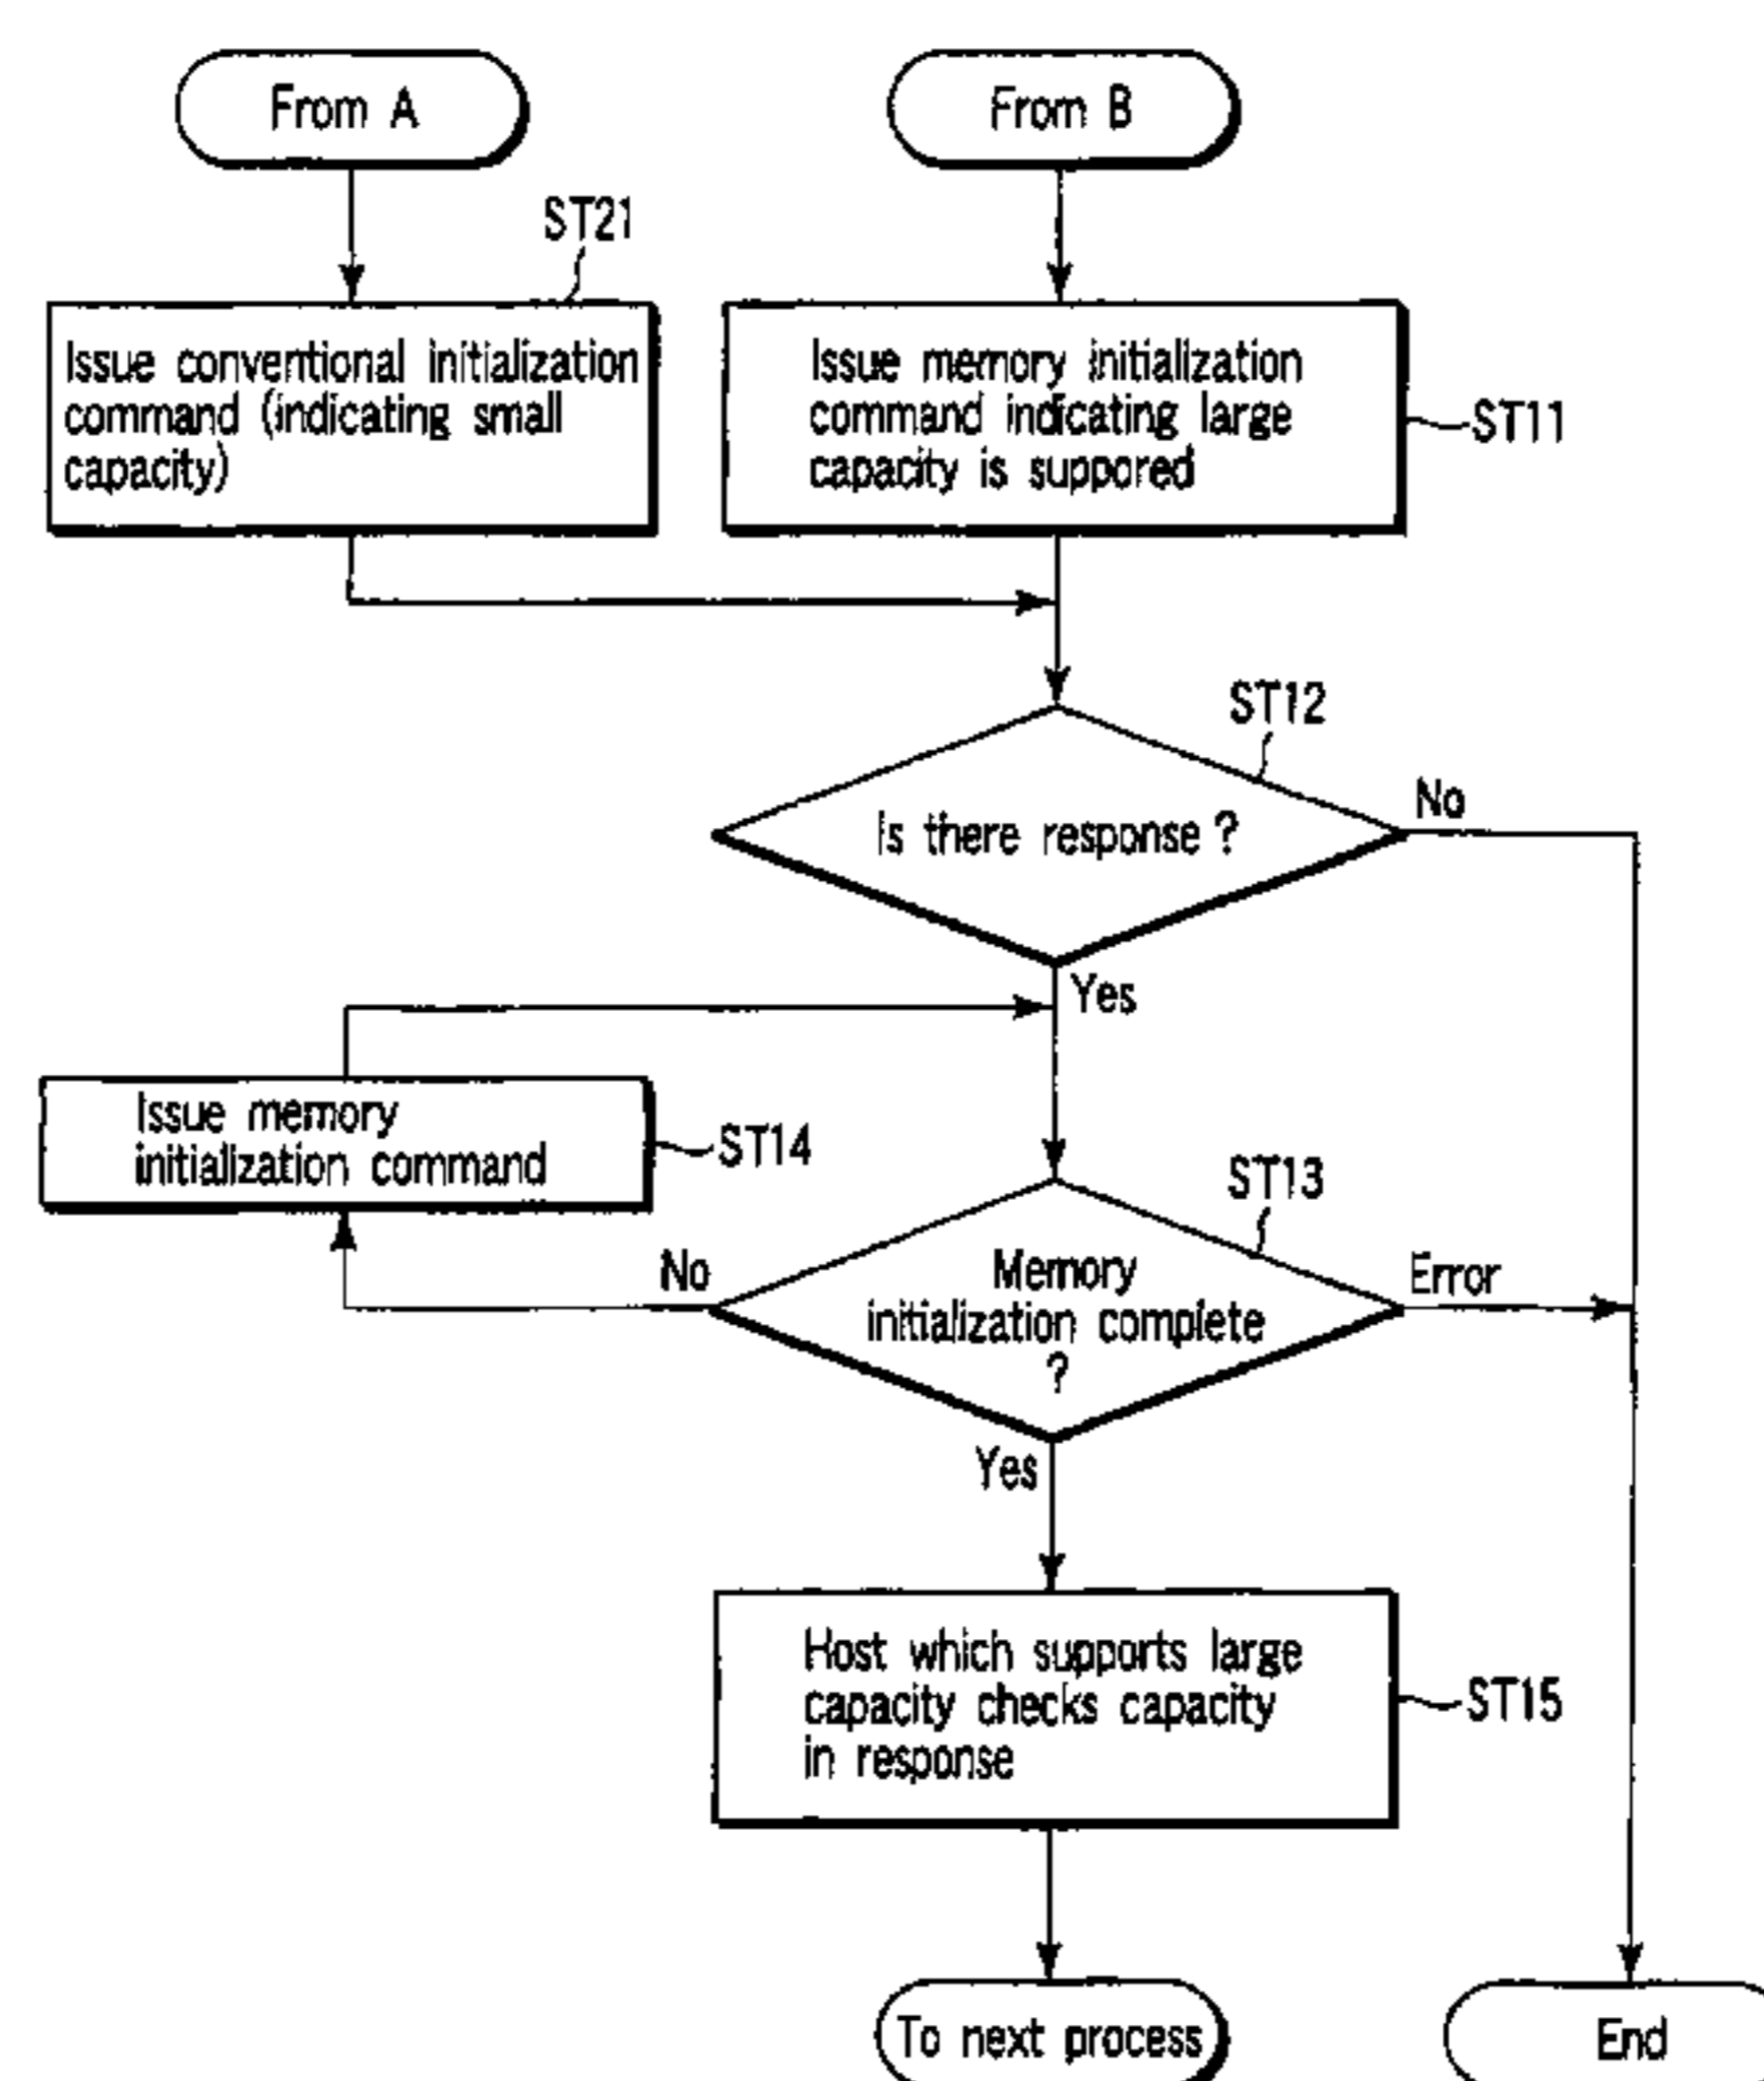 From A
From B
ST21
Issue conventional initialization
command (indicating small
capacity)
Issue memory initialization
command indicating large
capacity is suppored
ST11
ST12
Is there response ?
No
Yes
Issue memory
initialization command
ST14
ST13
No
Memory
initialization complete
?
Error
Yes
Host which supports large
capacity checks capacity
in response
ST15
To next process
End